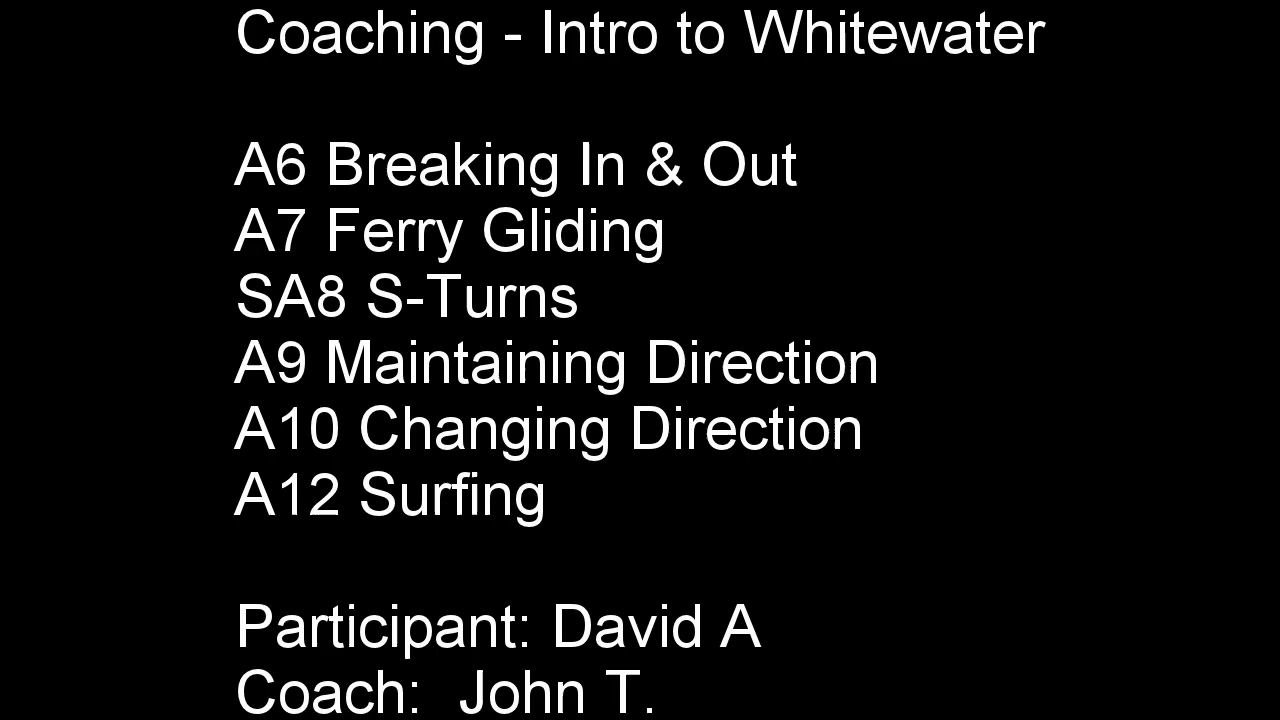 Coaching - Intro to Whitewater
A6 Breaking In & Out
A7 Ferry Gliding
SA8 S-Turns
A9 Maintaining Direction
A10 Changing Direction
A12 Surfing
Participant: David A
Coach:  John T.